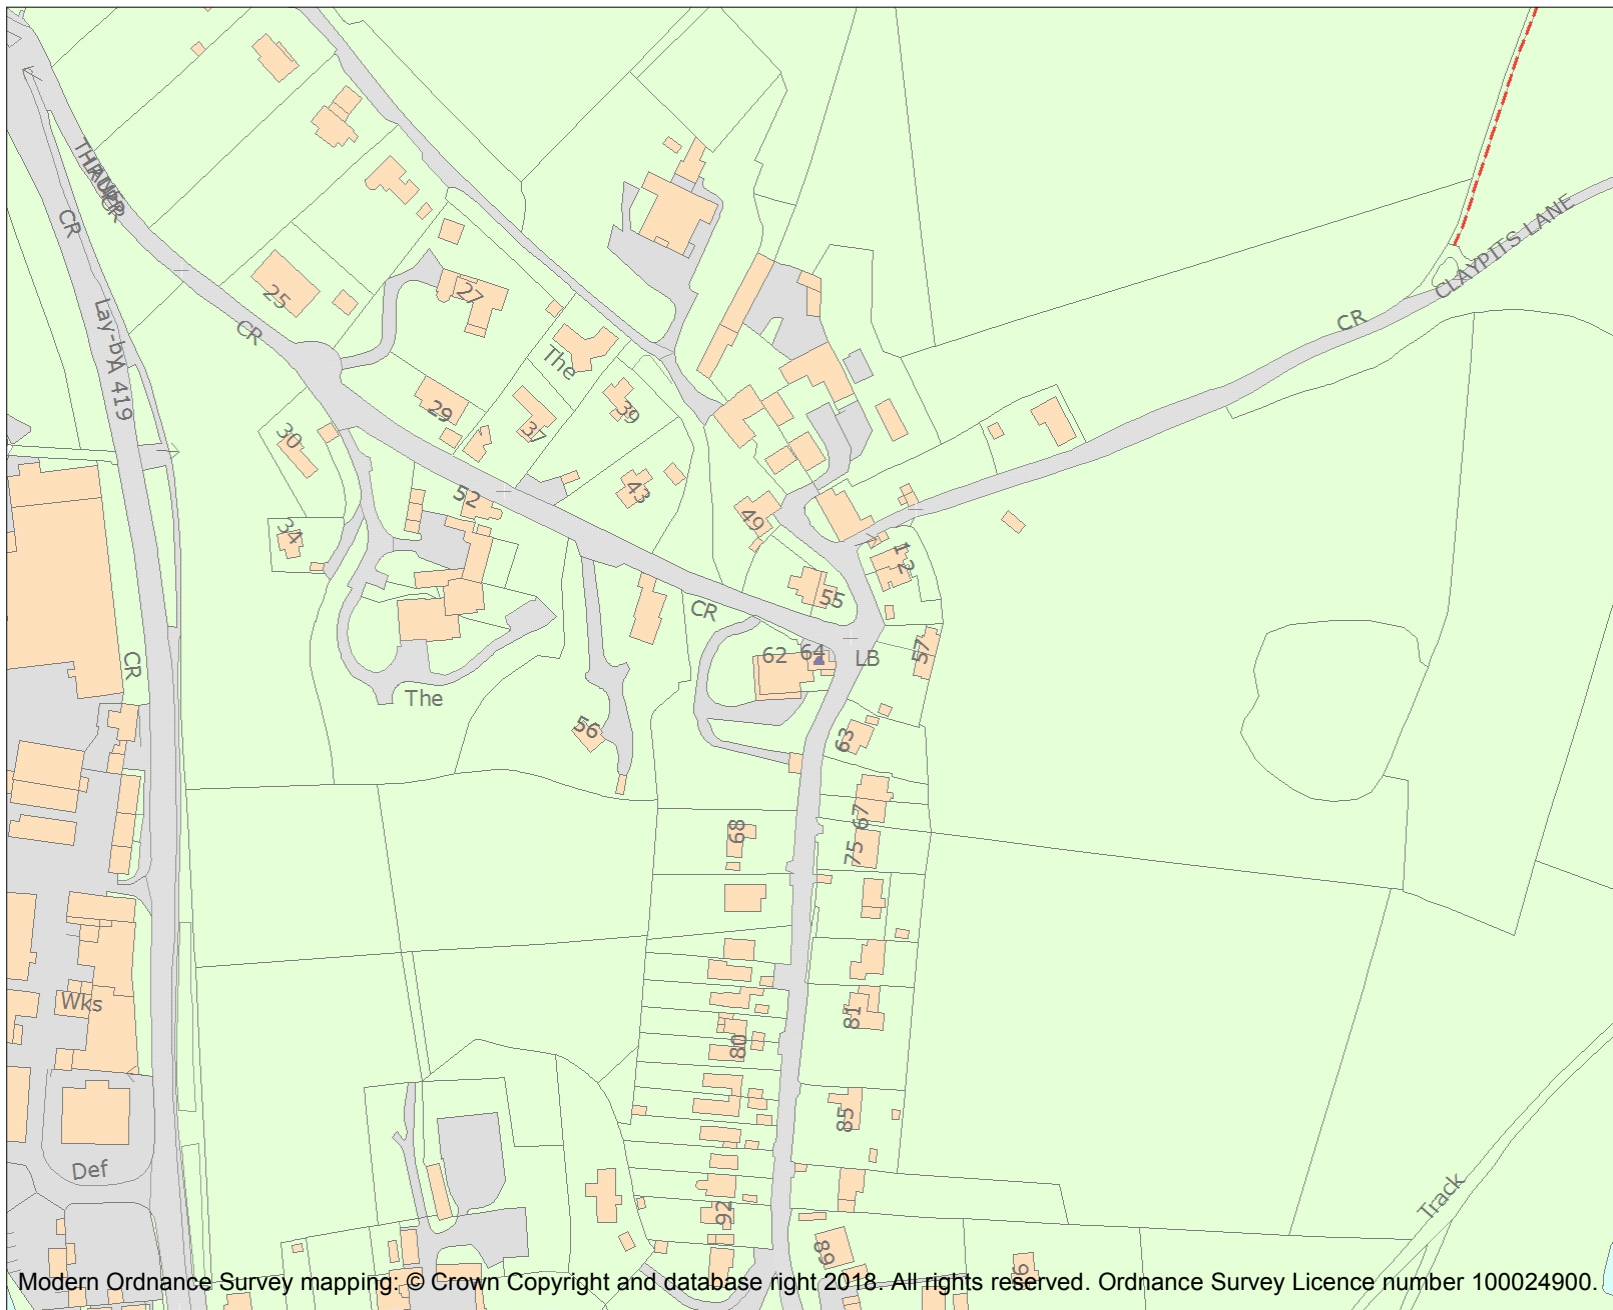 CR
CR
Lay-by
A 419
CR
25
27
The
29
37
39
30
52
43
34
49
12
55
CR
62
64
LB
57
CR
The
56
63
68
67
75
Wks
81
80
85
Def
92
89
CR
CLAYPITS LANE
Track
Modern Ordnance Survey mapping: © Crown Copyright and database right 2018. All rights reserved. Ordnance Survey Licence number 100024900.